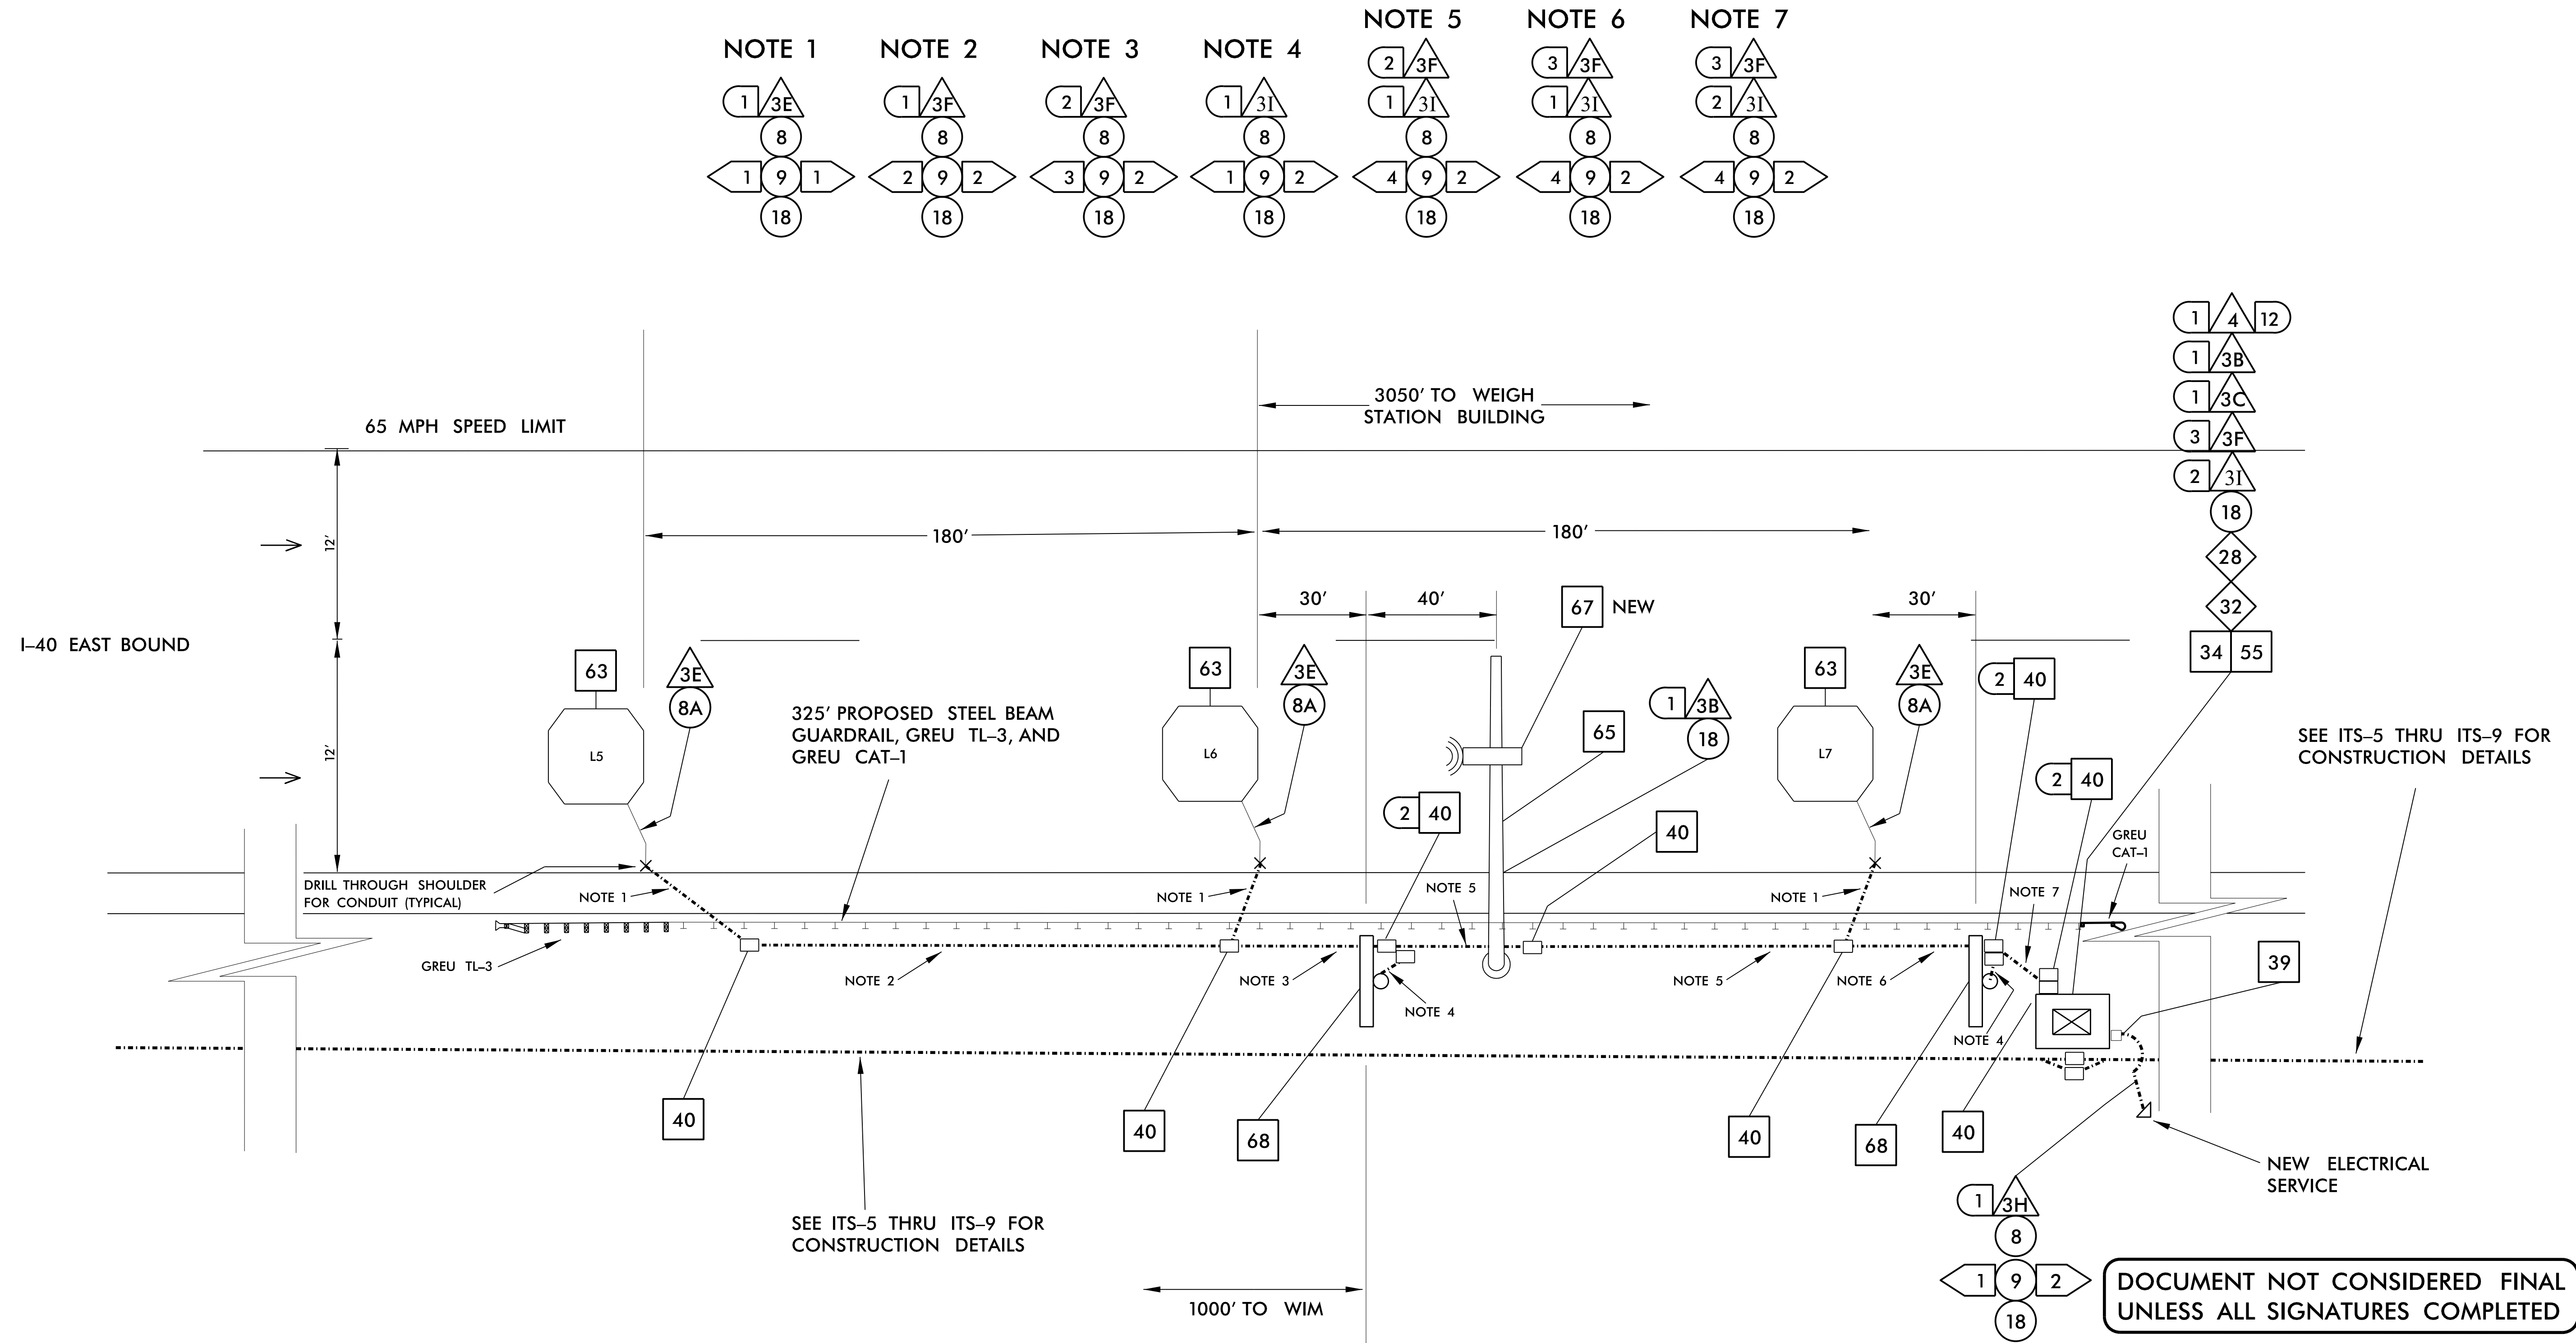 NOTE 1
1 3E
8
1 9 1
18
NOTE 2
1 3F
8
2 9 2
18
NOTE 3
2 3F
8
3 9 2
18
NOTE 4
1 3I
8
1 9 2
18
NOTE 5
2 3F
1 3I
8
4 9 2
18
NOTE 6
3 3F
1 3I
8
4 9 2
18
NOTE 7
3 3F
2 3I
8
4 9 2
18
1 4 12
1 3B
1 3C
3 3F
2 3I
18
28
32
34 55
3050' TO WEIGH
STATION BUILDING
65 MPH SPEED LIMIT
12'
180'
180'
30'
40'
30'
67 NEW
I–40 EAST BOUND
12'
63
3E
8A
L5
63
3E
8A
L6
63
3E
8A
L7
325' PROPOSED STEEL BEAM
GUARDRAIL, GREU TL–3, AND
GREU CAT–1
1 3B
18
65
2 40
40
2 40
2 40
SEE ITS–5 THRU ITS–9 FOR
CONSTRUCTION DETAILS
GREU
CAT–1
DRILL THROUGH SHOULDER
FOR CONDUIT (TYPICAL)
NOTE 1
NOTE 1
NOTE 5
NOTE 1
NOTE 7
GREU TL–3
NOTE 2
NOTE 3
NOTE 4
NOTE 5
NOTE 6
NOTE 4
39
40
40
68
40
68
40
NEW ELECTRICAL
SERVICE
SEE ITS–5 THRU ITS–9 FOR
CONSTRUCTION DETAILS
1 3H
8
1 9 2
18
1000' TO WIM
DOCUMENT NOT CONSIDERED FINAL
UNLESS ALL SIGNATURES COMPLETED